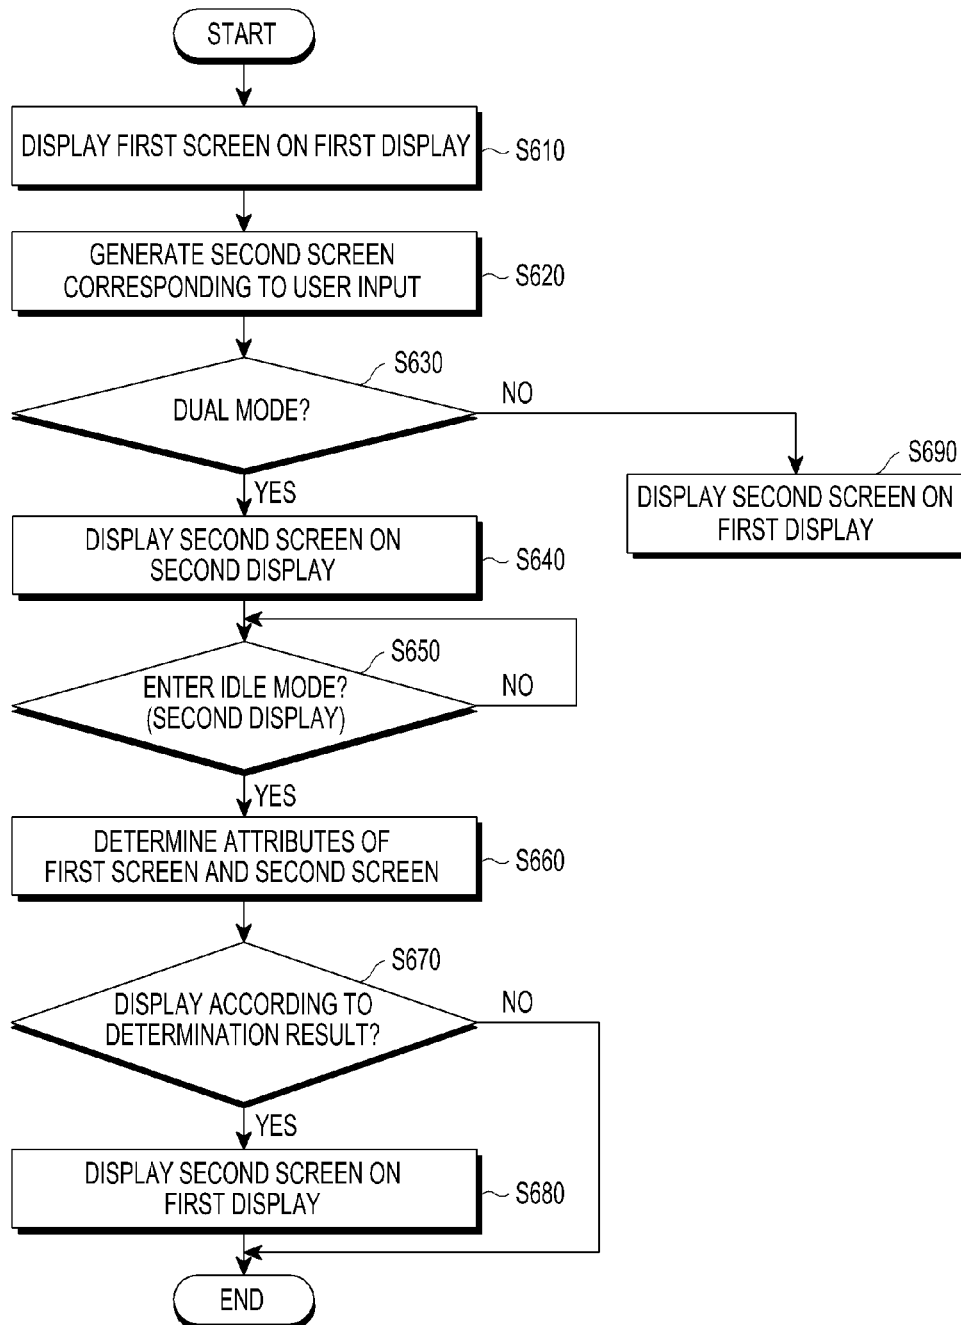 START
DISPLAY FIRST SCREEN ON FIRST DISPLAY
S610
GENERATE SECOND SCREEN
CORRESPONDING TO USER INPUT
S620
S630
DUAL MODE?
NO
YES
S690
DISPLAY SECOND SCREEN ON
FIRST DISPLAY
DISPLAY SECOND SCREEN ON
SECOND DISPLAY
S640
S650
ENTER IDLE MODE?
(SECOND DISPLAY)
NO
YES
DETERMINE ATTRIBUTES OF
FIRST SCREEN AND SECOND SCREEN
S660
S670
DISPLAY ACCORDING TO
DETERMINATION RESULT?
NO
YES
DISPLAY SECOND SCREEN ON
FIRST DISPLAY
S680
END